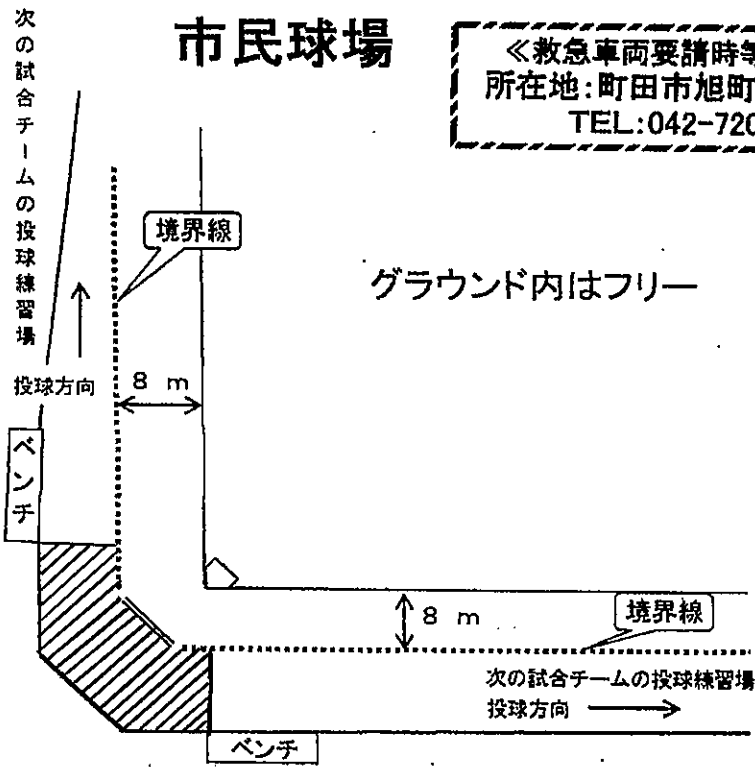 市民球場
≪救急車両要請時等
所在地:町田市旭町
TEL:042-720
次の試合チームの投球練習場
境界線
グラウンド内はフリー
投球方向
8 m
ベンチ
8 m
境界線
次の試合チームの投球練習場
投球方向
ベンチ